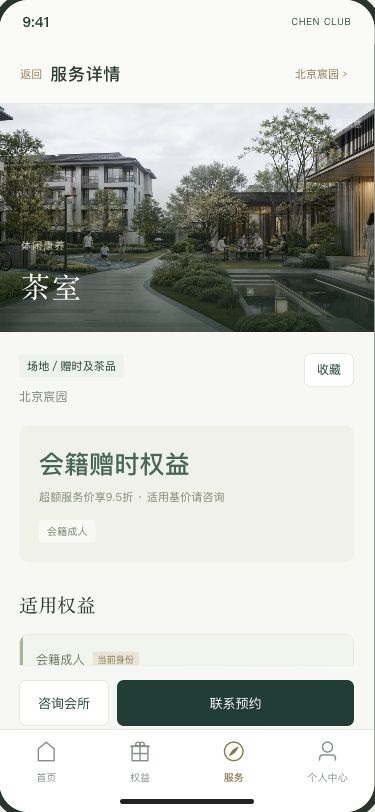 9:41
CHEN CLUB
返回 服务详情
北京宸园 ›
休闲康养
茶室
场地 / 赠时及茶品
收藏
北京宸园
会籍赠时权益
超额服务价享9.5折 · 适用基价请咨询
会籍成人
适用权益
会籍成人 当前身份
咨询会所
联系预约
首页
权益
服务
个人中心